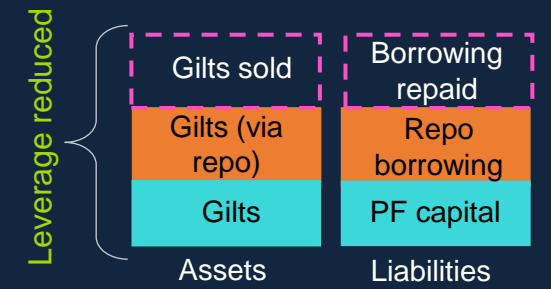 Leverage reduced
Gilts sold
Borrowing
repaid
Gilts (via
repo)
Repo
borrowing
Gilts
PF capital
Assets
Liabilities